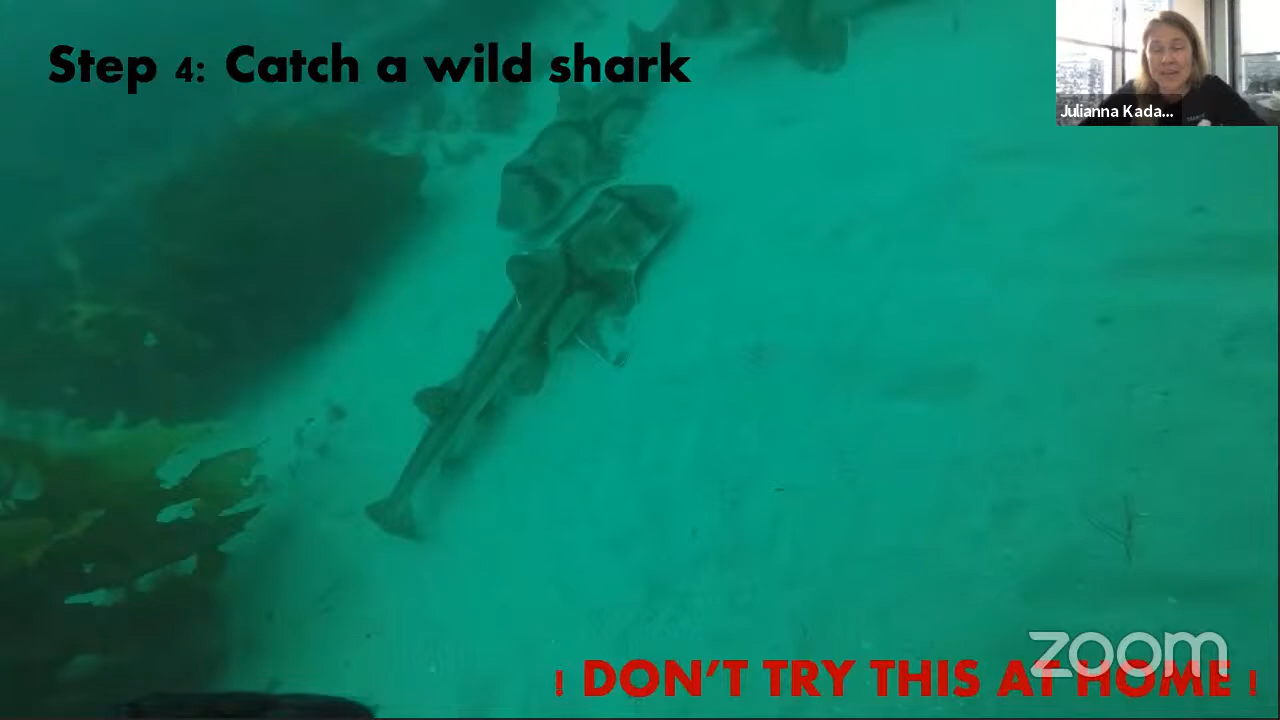 Step 4: Catch a wild shark
Julianna Kada...
zoom
! DON'T TRY THIS AT HOME !